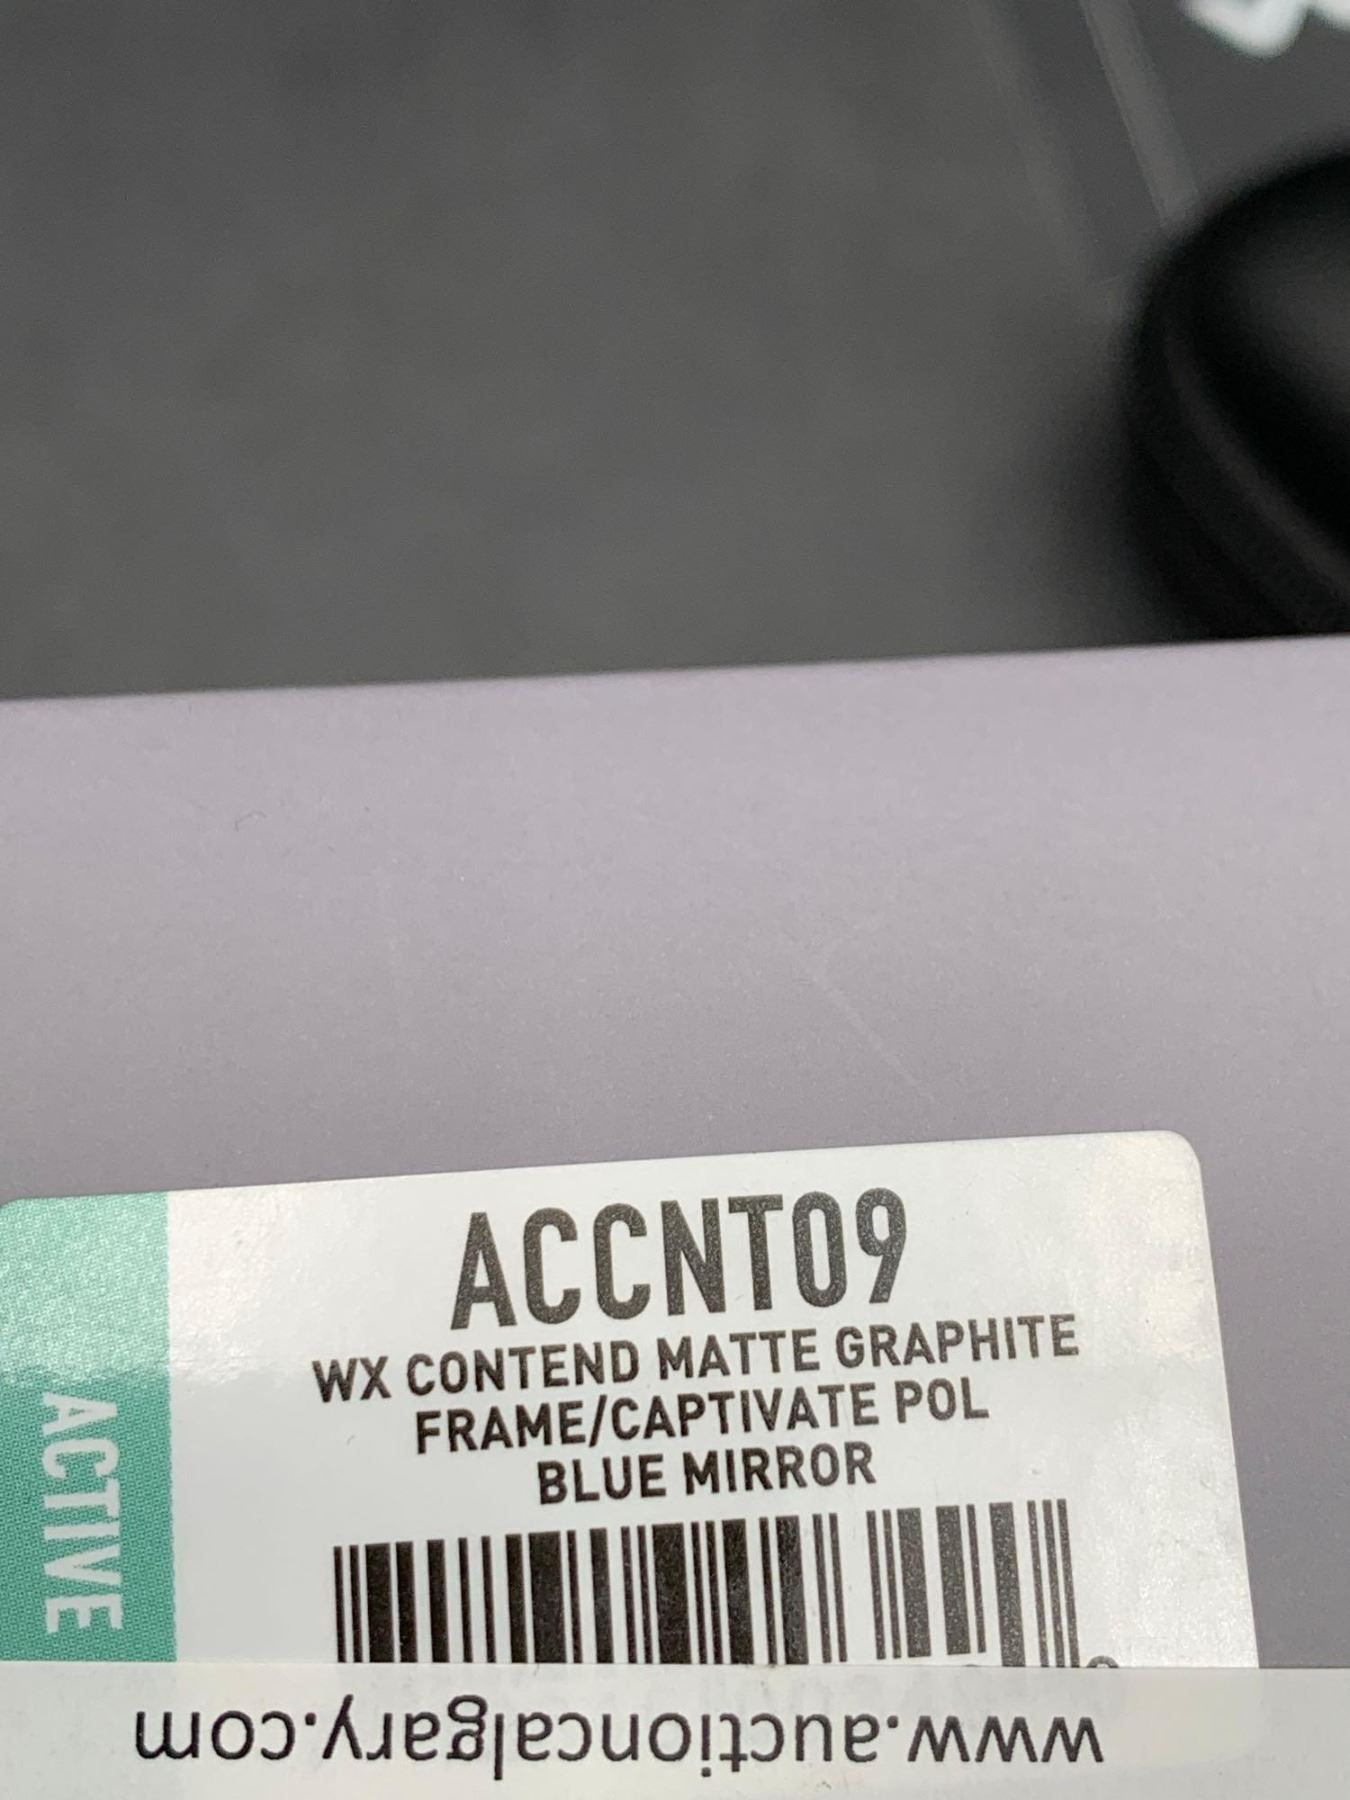 ACCNT09
WX CONTEND MATTE GRAPHITE
FRAME/CAPTIVATE POL
BLUE MIRROR
ACTIVE
www.auctioncalgary.com